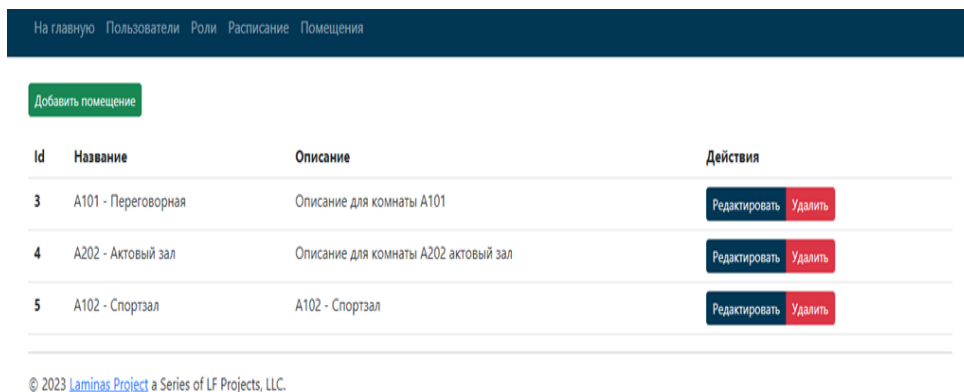 На главную Пользователи Роли Расписание Помещения
Добавить помещение
Id Название Описание Действия
3 А101 - Переговорная Описание для комнаты А101 Редактировать Удалить
4 А202 - Актовый зал Описание для комнаты А202 актовый зал Редактировать Удалить
5 А102 - Спортзал А102 - Спортзал Редактировать Удалить
© 2023 Laminas Project a Series of LF Projects, LLC.